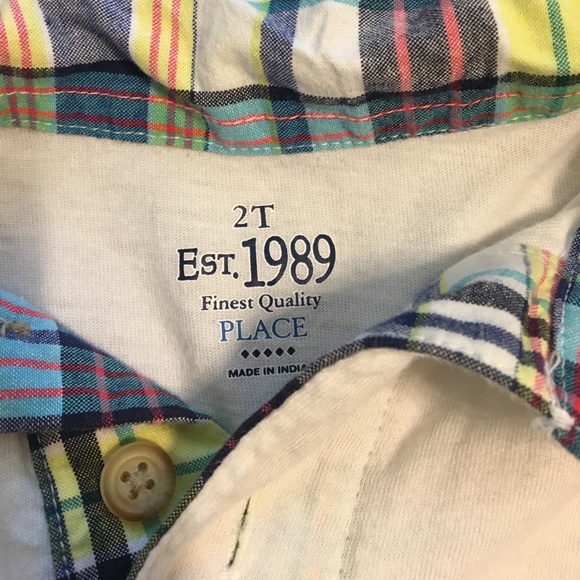 2T
EST. 1989
Finest Quality
PLACE
MADE IN INDIA